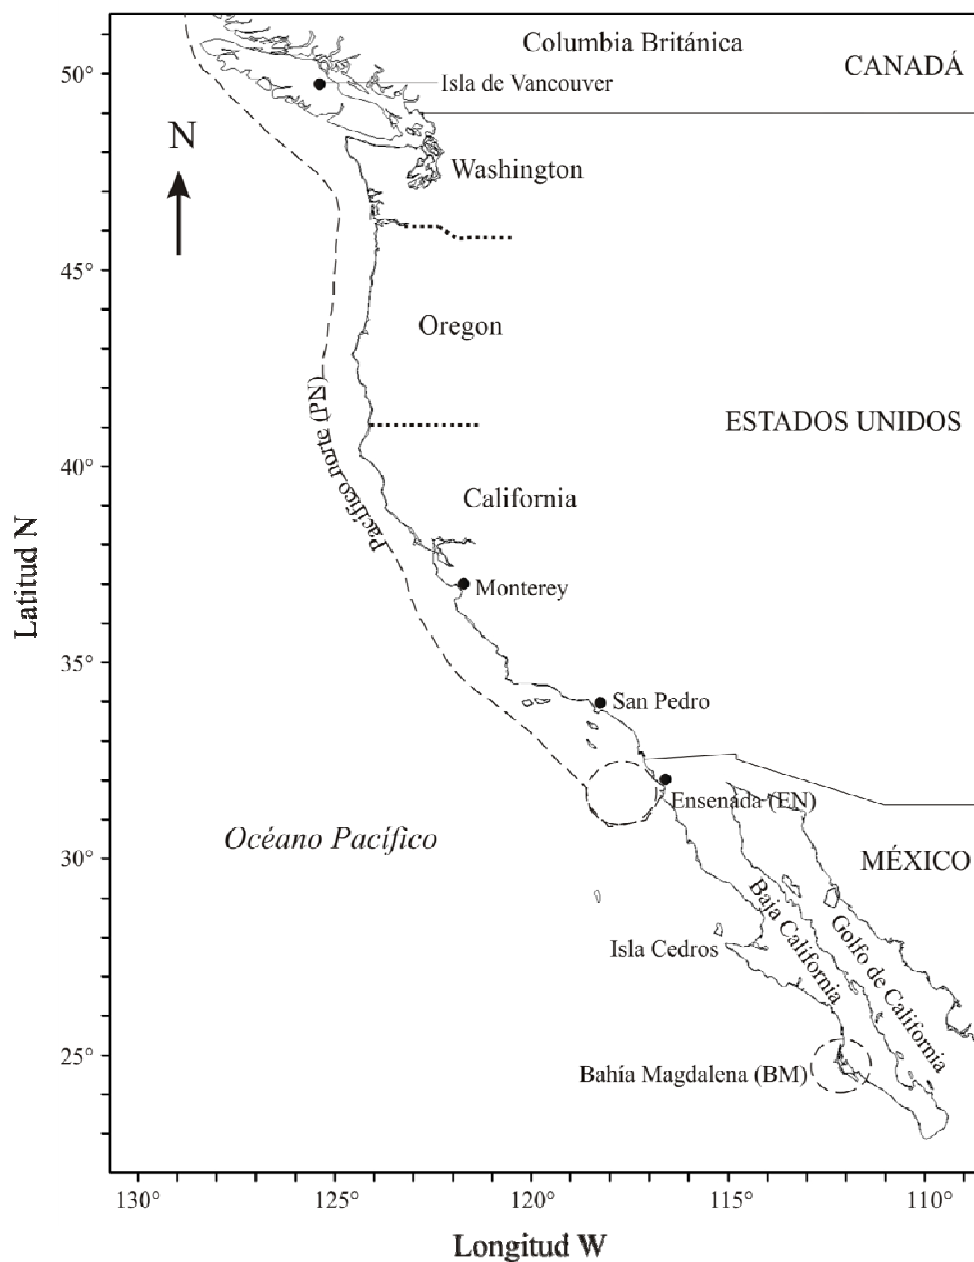 Columbia Británica
CANADÁ
50°
Isla de Vancouver
N
Washington
45°
Oregon
Pacífico norte (PN)
ESTADOS UNIDOS
40°
California
Latitud N
Monterey
35°
San Pedro
Ensenada (EN)
Océano Pacífico
30°
MÉXICO
Baja California
Golfo de California
Isla Cedros
25°
Bahía Magdalena (BM)
130°
125°
120°
115°
110°
Longitud W